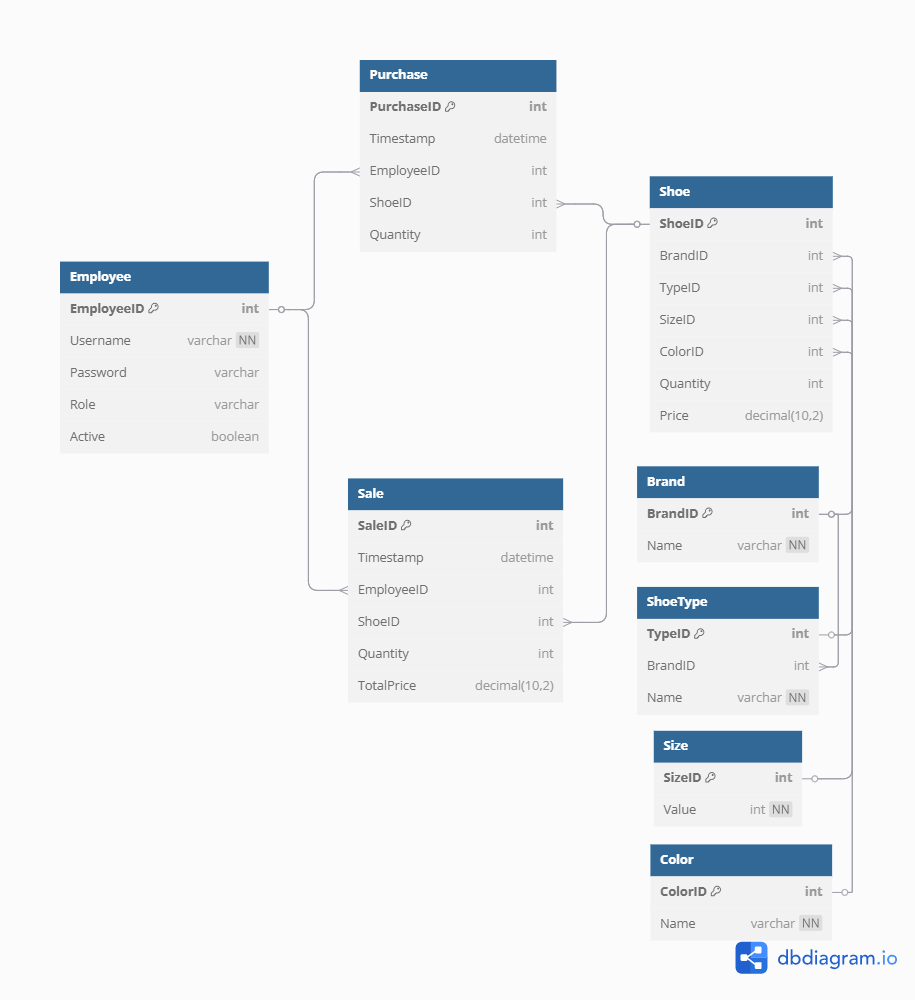 Purchase
PurchaseID int
Timestamp datetime
EmployeeID int
ShoeID int
Quantity int
Shoe
ShoeID int
BrandID int
TypeID int
SizeID int
ColorID int
Quantity int
Price decimal(10,2)
Employee
EmployeeID int
Username varchar NN
Password varchar
Role varchar
Active boolean
Sale
SaleID int
Timestamp datetime
EmployeeID int
ShoeID int
Quantity int
TotalPrice decimal(10,2)
Brand
BrandID int
Name varchar NN
ShoeType
TypeID int
BrandID int
Name varchar NN
Size
SizeID int
Value int NN
Color
ColorID int
Name varchar NN
dbdiagram.io